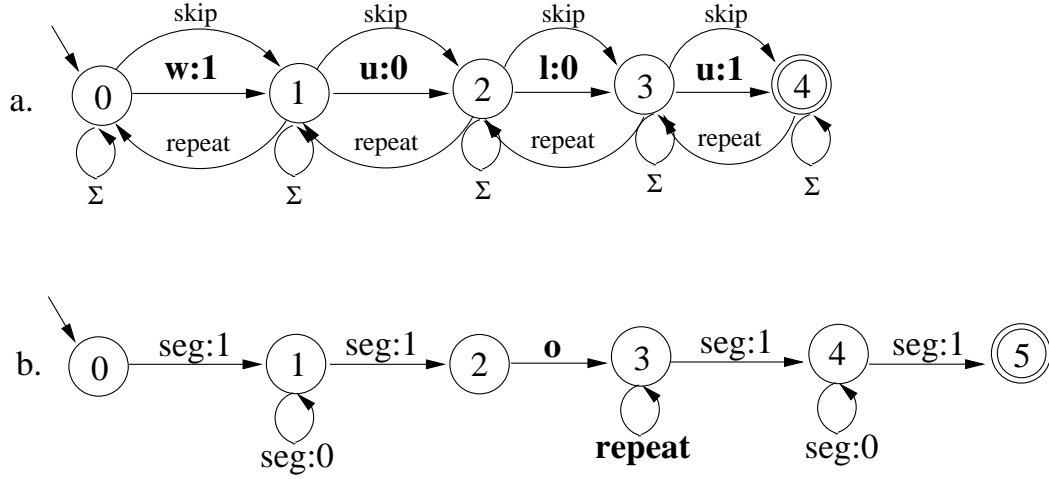 skip skip skip skip
w:1 u:0 l:0 u:1
a. 0 1 2 3 4
repeat repeat repeat repeat
Σ Σ Σ Σ Σ
seg:1 seg:1 o seg:1 seg:1
b. 0 1 2 3 4 5
seg:0 repeat seg:0